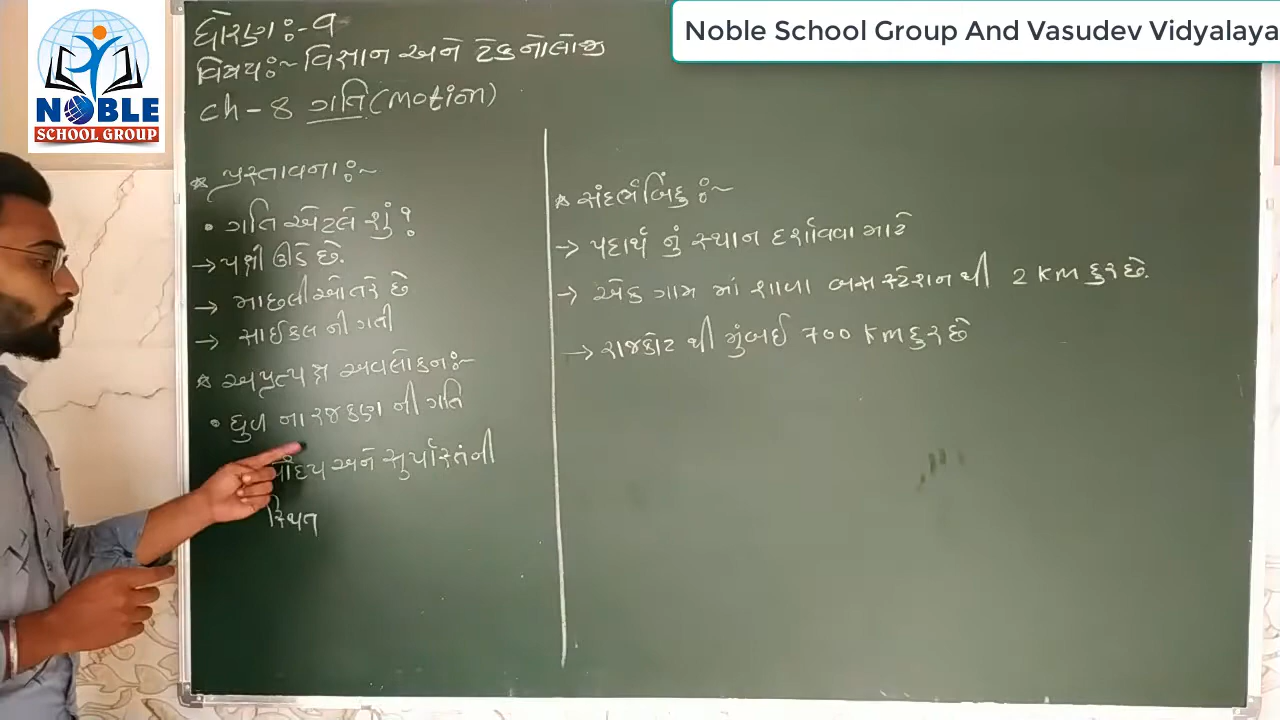 Noble School Group And Vasudev Vidyalaya
NOBLE
SCHOOL GROUP
ધોરણ :- ૧
વિષય :~ વિજ્ઞાન અને ટેકનોલોજી
ch - 8 ગતિ (Motion)
* પ્રસ્તાવના :~
• ગતિ એટલે શું ?
→ પક્ષી ઊડે છે.
→ માછલીઓ તરે છે
→ સાઈકલ ની ગતી
* અપ્રત્યક્ષ અવલોકન :~
• ધુળ ના રજકણ ની ગતિ
અને સુર્યાસ્તની
સ્થિત
* સંદર્ભબિંદુ :~
→ પદાર્થ નું સ્થાન દર્શાવવા માટે
→ એક ગામ માં શાળા બસ સ્ટેશન થી 2 KM દુર છે.
→ રાજકોટ થી મુંબઈ 700 KM દુર છે